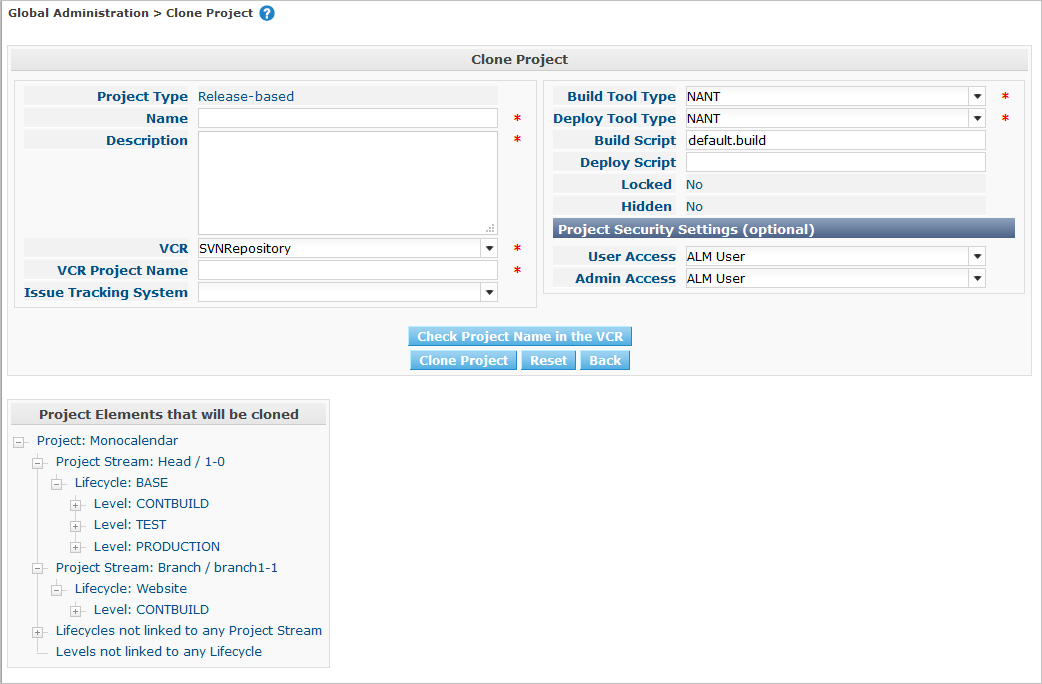 Global Administration > Clone Project ?
Clone Project
Project Type Release-based
Name *
Description *
VCR SVNRepository *
VCR Project Name *
Issue Tracking System
Build Tool Type NANT *
Deploy Tool Type NANT *
Build Script default.build
Deploy Script
Locked No
Hidden No
Project Security Settings (optional)
User Access ALM User
Admin Access ALM User
Check Project Name in the VCR
Clone Project Reset Back
Project Elements that will be cloned
Project: Monocalendar
Project Stream: Head / 1-0
Lifecycle: BASE
Level: CONTBUILD
Level: TEST
Level: PRODUCTION
Project Stream: Branch / branch1-1
Lifecycle: Website
Level: CONTBUILD
Lifecycles not linked to any Project Stream
Levels not linked to any Lifecycle